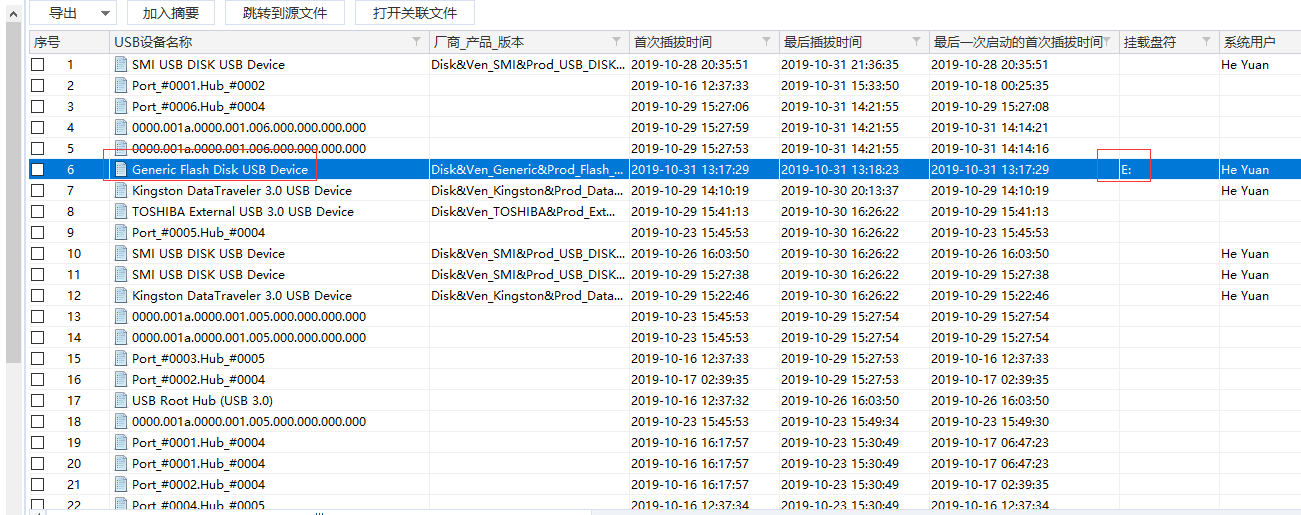 导出 加入摘要 跳转到源文件 打开关联文件
序号 USB设备名称 厂商_产品_版本 首次插拔时间 最后插拔时间 最后一次启动的首次插拔时间 挂载盘符 系统用户
1 SMI USB DISK USB Device Disk&Ven_SMI&Prod_USB_DISK... 2019-10-28 20:35:51 2019-10-31 21:36:35 2019-10-28 20:35:51 He Yuan
2 Port_#0001.Hub_#0002 2019-10-16 12:37:33 2019-10-31 15:33:50 2019-10-18 00:25:35
3 Port_#0006.Hub_#0004 2019-10-29 15:27:06 2019-10-31 14:21:55 2019-10-29 15:27:08
4 0000.001a.0000.001.006.000.000.000.000 2019-10-29 15:27:59 2019-10-31 14:21:55 2019-10-31 14:14:21
5 0000.001a.0000.001.006.000.000.000.000 2019-10-29 15:27:53 2019-10-31 14:21:55 2019-10-31 14:14:16
6 Generic Flash Disk USB Device Disk&Ven_Generic&Prod_Flash_... 2019-10-31 13:17:29 2019-10-31 13:18:23 2019-10-31 13:17:29 E: He Yuan
7 Kingston DataTraveler 3.0 USB Device Disk&Ven_Kingston&Prod_Data... 2019-10-29 14:10:19 2019-10-30 20:13:37 2019-10-29 14:10:19 He Yuan
8 TOSHIBA External USB 3.0 USB Device Disk&Ven_TOSHIBA&Prod_Ext... 2019-10-29 15:41:13 2019-10-30 16:26:22 2019-10-29 15:41:13
9 Port_#0005.Hub_#0004 2019-10-23 15:45:53 2019-10-30 16:26:22 2019-10-23 15:45:53
10 SMI USB DISK USB Device Disk&Ven_SMI&Prod_USB_DISK... 2019-10-26 16:03:50 2019-10-30 16:26:22 2019-10-26 16:03:50 He Yuan
11 SMI USB DISK USB Device Disk&Ven_SMI&Prod_USB_DISK... 2019-10-29 15:27:38 2019-10-30 16:26:22 2019-10-29 15:27:38 He Yuan
12 Kingston DataTraveler 3.0 USB Device Disk&Ven_Kingston&Prod_Data... 2019-10-29 15:22:46 2019-10-30 16:26:22 2019-10-29 15:22:46 He Yuan
13 0000.001a.0000.001.005.000.000.000.000 2019-10-23 15:45:53 2019-10-29 15:27:54 2019-10-29 15:27:54
14 0000.001a.0000.001.005.000.000.000.000 2019-10-23 15:45:53 2019-10-29 15:27:54 2019-10-29 15:27:54
15 Port_#0003.Hub_#0005 2019-10-16 12:37:33 2019-10-29 15:27:53 2019-10-16 12:37:33
16 Port_#0002.Hub_#0004 2019-10-17 02:39:35 2019-10-29 15:27:53 2019-10-17 02:39:35
17 USB Root Hub (USB 3.0) 2019-10-16 12:37:32 2019-10-26 16:03:50 2019-10-26 16:03:50
18 0000.001a.0000.001.005.000.000.000.000 2019-10-23 15:45:53 2019-10-23 15:49:34 2019-10-23 15:49:30
19 Port_#0001.Hub_#0004 2019-10-16 16:17:57 2019-10-23 15:30:49 2019-10-17 06:47:23
20 Port_#0001.Hub_#0004 2019-10-16 16:17:57 2019-10-23 15:30:49 2019-10-17 06:47:23
21 Port_#0002.Hub_#0004 2019-10-16 16:17:57 2019-10-23 15:30:49 2019-10-17 02:39:35
22 Port_#0004.Hub_#0005 2019-10-16 12:37:34 2019-10-23 15:30:49 2019-10-16 12:37:34